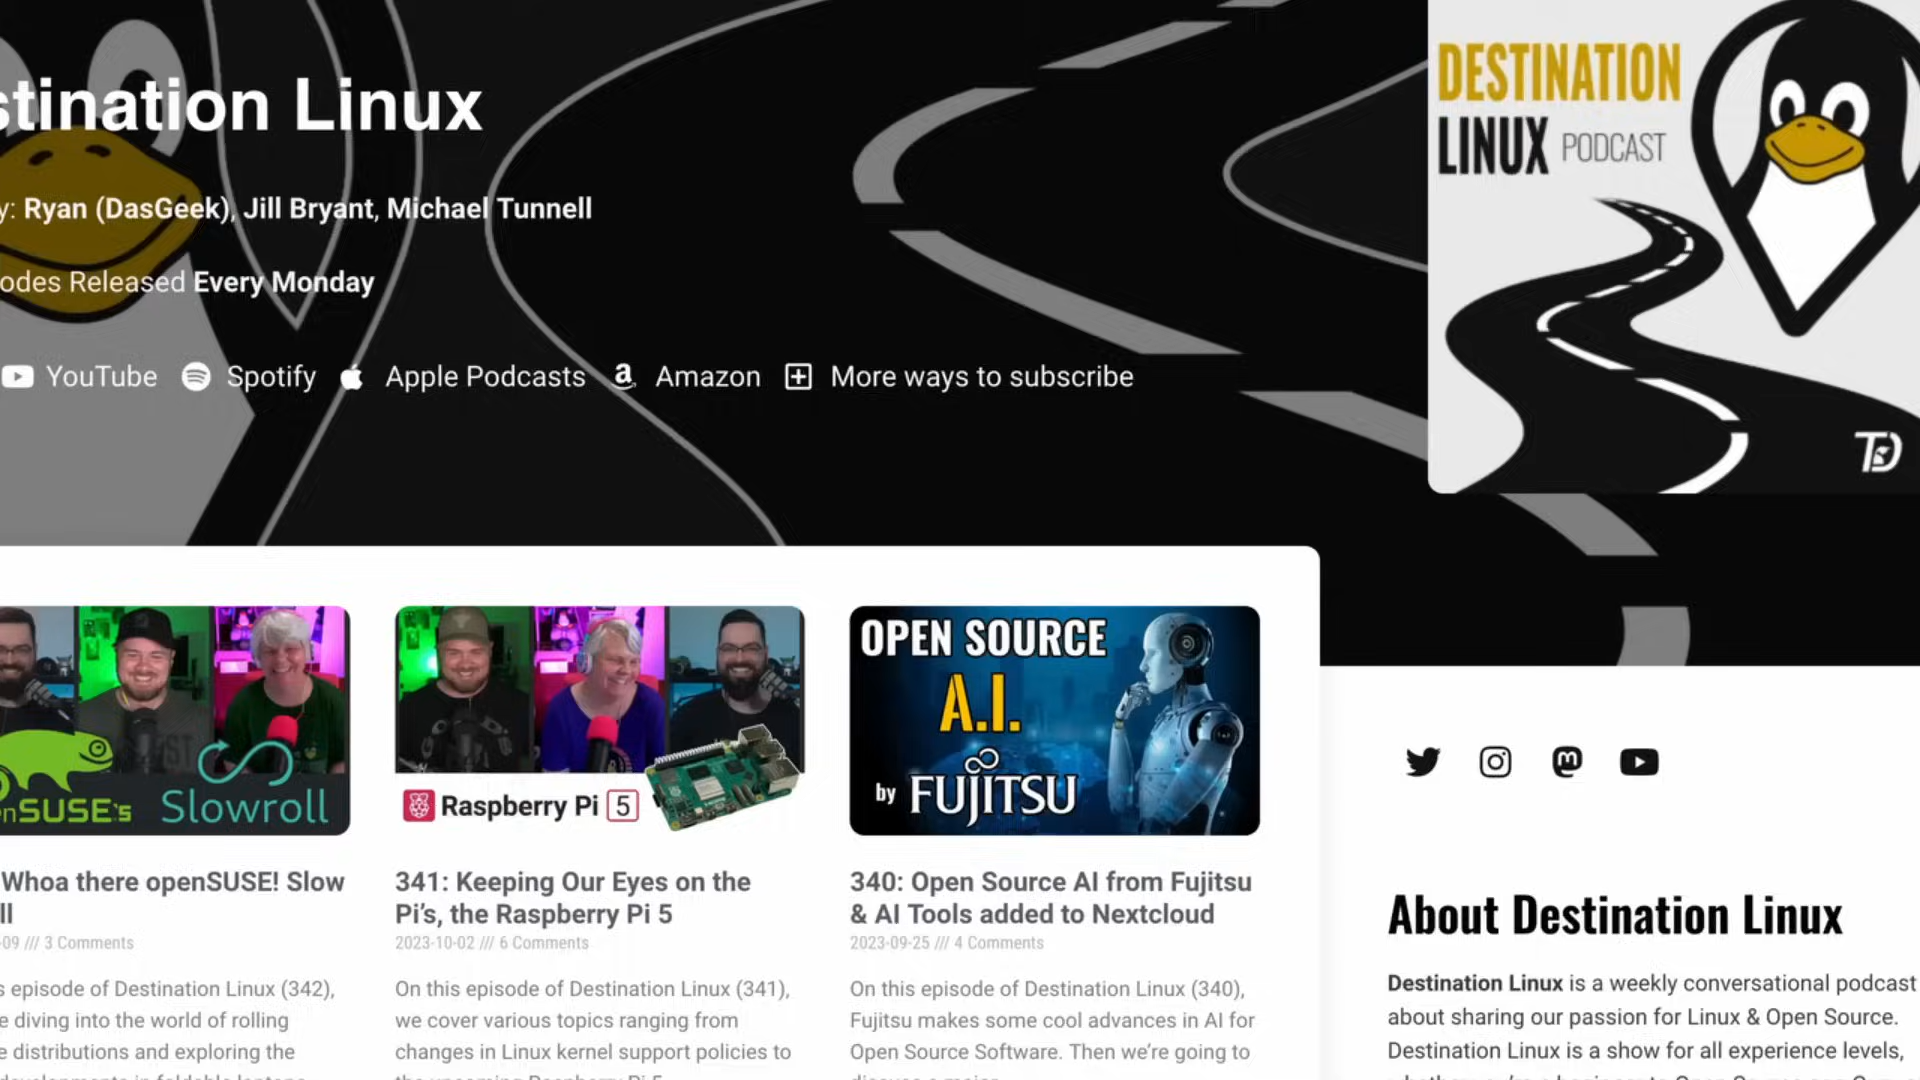 stination Linux
y: Ryan (DasGeek), Jill Bryant, Michael Tunnell
odes Released Every Monday
YouTube Spotify Apple Podcasts Amazon More ways to subscribe
DESTINATION
LINUX PODCAST
nSUSE's Slowroll
Raspberry Pi 5
OPEN SOURCE
A.I.
by FUJITSU
Whoa there openSUSE! Slow
ll
-09 /// 3 Comments
s episode of Destination Linux (342),
e diving into the world of rolling
e distributions and exploring the
341: Keeping Our Eyes on the
Pi's, the Raspberry Pi 5
2023-10-02 /// 6 Comments
On this episode of Destination Linux (341),
we cover various topics ranging from
changes in Linux kernel support policies to
the upcoming Raspberry Pi 5
340: Open Source AI from Fujitsu
& AI Tools added to Nextcloud
2023-09-25 /// 4 Comments
On this episode of Destination Linux (340),
Fujitsu makes some cool advances in AI for
Open Source Software. Then we're going to
About Destination Linux
Destination Linux is a weekly conversational podcast
about sharing our passion for Linux & Open Source.
Destination Linux is a show for all experience levels,